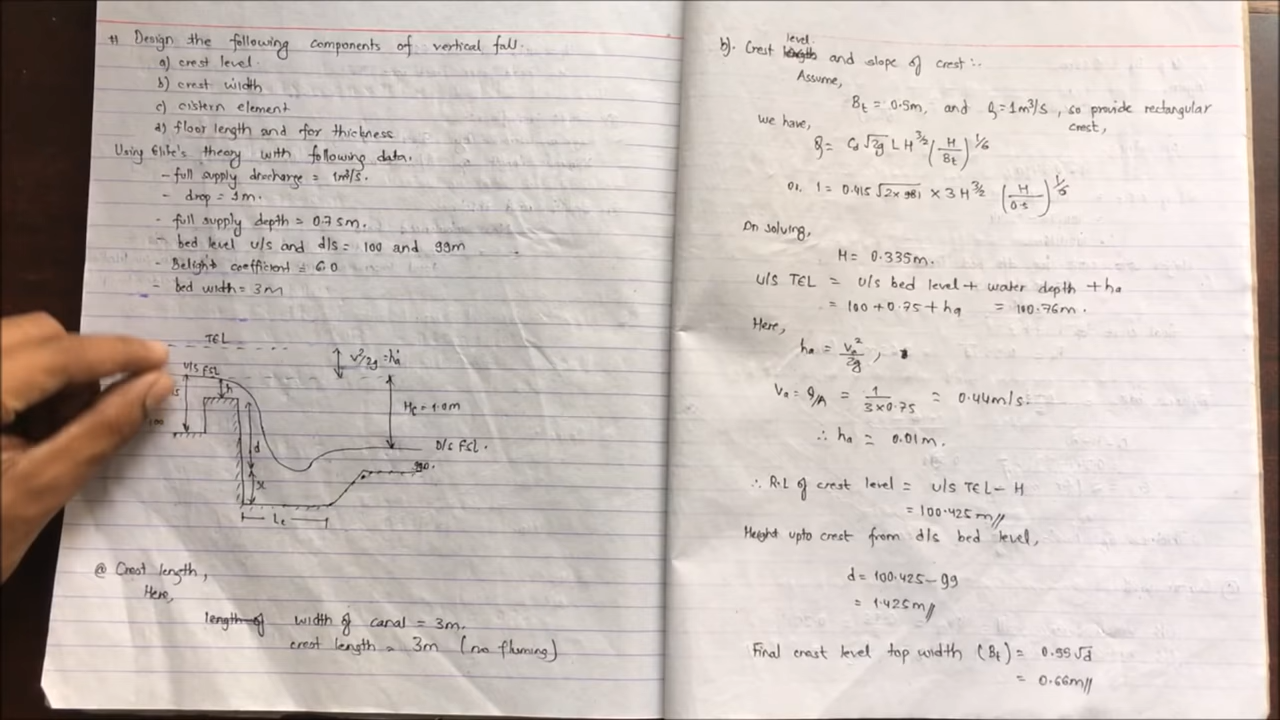 # Design the following components of vertical fall.
a) crest level.
b) crest width
c) cistern element
d) floor length and for thickness
Using Elite's theory with following data.
- full supply discharge = 1m³/s.
- drop = 1m.
- full supply depth = 0.75m.
- bed level u/s and d/s = 100 and 99m
- Beligh's coefficient = 6.0
- bed width = 3m
TEL
U/S FSL
h
V²/2g = ha
Hc = 1.0m
D/S FSL.
100
d
990.
x
Lc
@ Crest length,
Here,
length of width of canal = 3m.
crest length = 3m (no fluming)
b). Crest length level and slope of crest :-
Assume,
Bt = 0.5m, and Q = 1m³/s, so provide rectangular crest,
we have,
Q = Cd √2g L H^3/2 (H/Bt)^1/6
or, 1 = 0.415 √2×981 × 3 H^3/2 (H/0.5)^1/6
On solving,
H = 0.335m.
U/S TEL = U/s bed level + water depth + ha
= 100 + 0.75 + ha = 100.76m.
Here,
ha = Va²/2g,
Va = Q/A = 1/3×0.75 = 0.44m/s.
∴ ha = 0.01m.
∴ R.L of crest level = U/S TEL - H
= 100.425m//
Height upto crest from d/s bed level,
d = 100.425 - 99
= 1.425m//
Final crest level top width (Bt) = 0.55√d
= 0.66m//